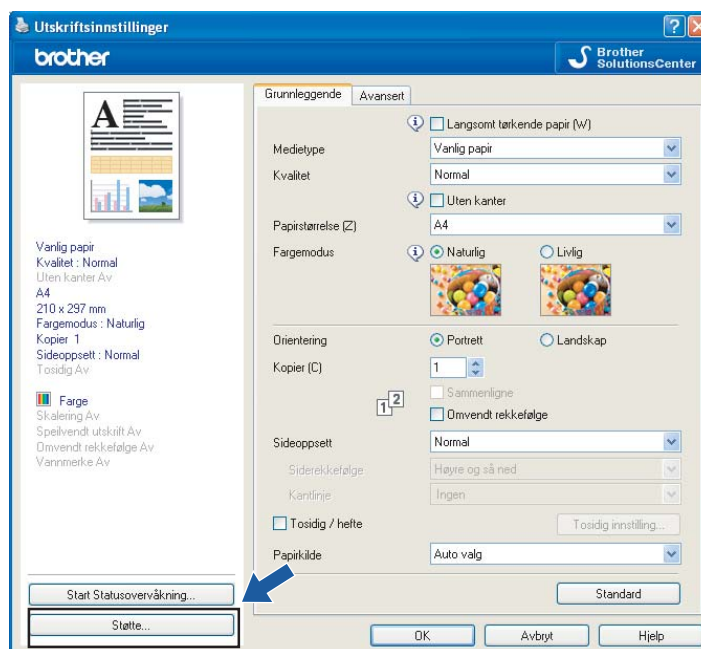 Utskriftsinnstillinger
brother
Brother
SolutionsCenter
A
Vanlig papir
Kvalitet : Normal
Uten kanter Av
A4
210 x 297 mm
Fargemodus : Naturlig
Kopier 1
Sideoppsett : Normal
Tosidig Av
Farge
Skalering Av
Speilvendt utskrift Av
Omvendt rekkefølge Av
Vannmerke Av
Start Statusovervåkning...
Støtte...
Grunnleggende Avansert
Langsomt tørkende papir (W)
Medietype Vanlig papir
Kvalitet Normal
Uten kanter
Papirstørrelse (Z) A4
Fargemodus Naturlig Livlig
Orientering Portrett Landskap
Kopier (C) 1
Sammenligne
1 2
Omvendt rekkefølge
Sideoppsett Normal
Siderekkefølge Høyre og så ned
Kantlinje Ingen
Tosidig / hefte Tosidig innstilling...
Papirkilde Auto valg
Standard
OK Avbryt Hjelp